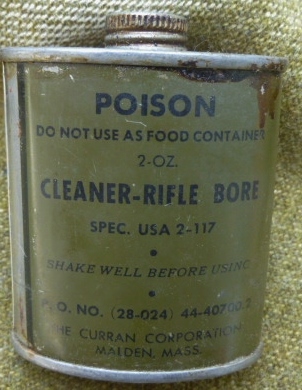 POISON
DO NOT USE AS FOOD CONTAINER
2-OZ.
CLEANER-RIFLE BORE
SPEC. USA 2-117
•
SHAKE WELL BEFORE USING
•
P. O. NO. (28-024) 44-40700-2
THE CURRAN CORPORATION
MALDEN, MASS.